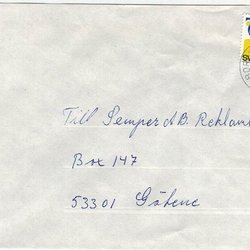 Till Semper AB. Reklam
Box 147
53301 Götene